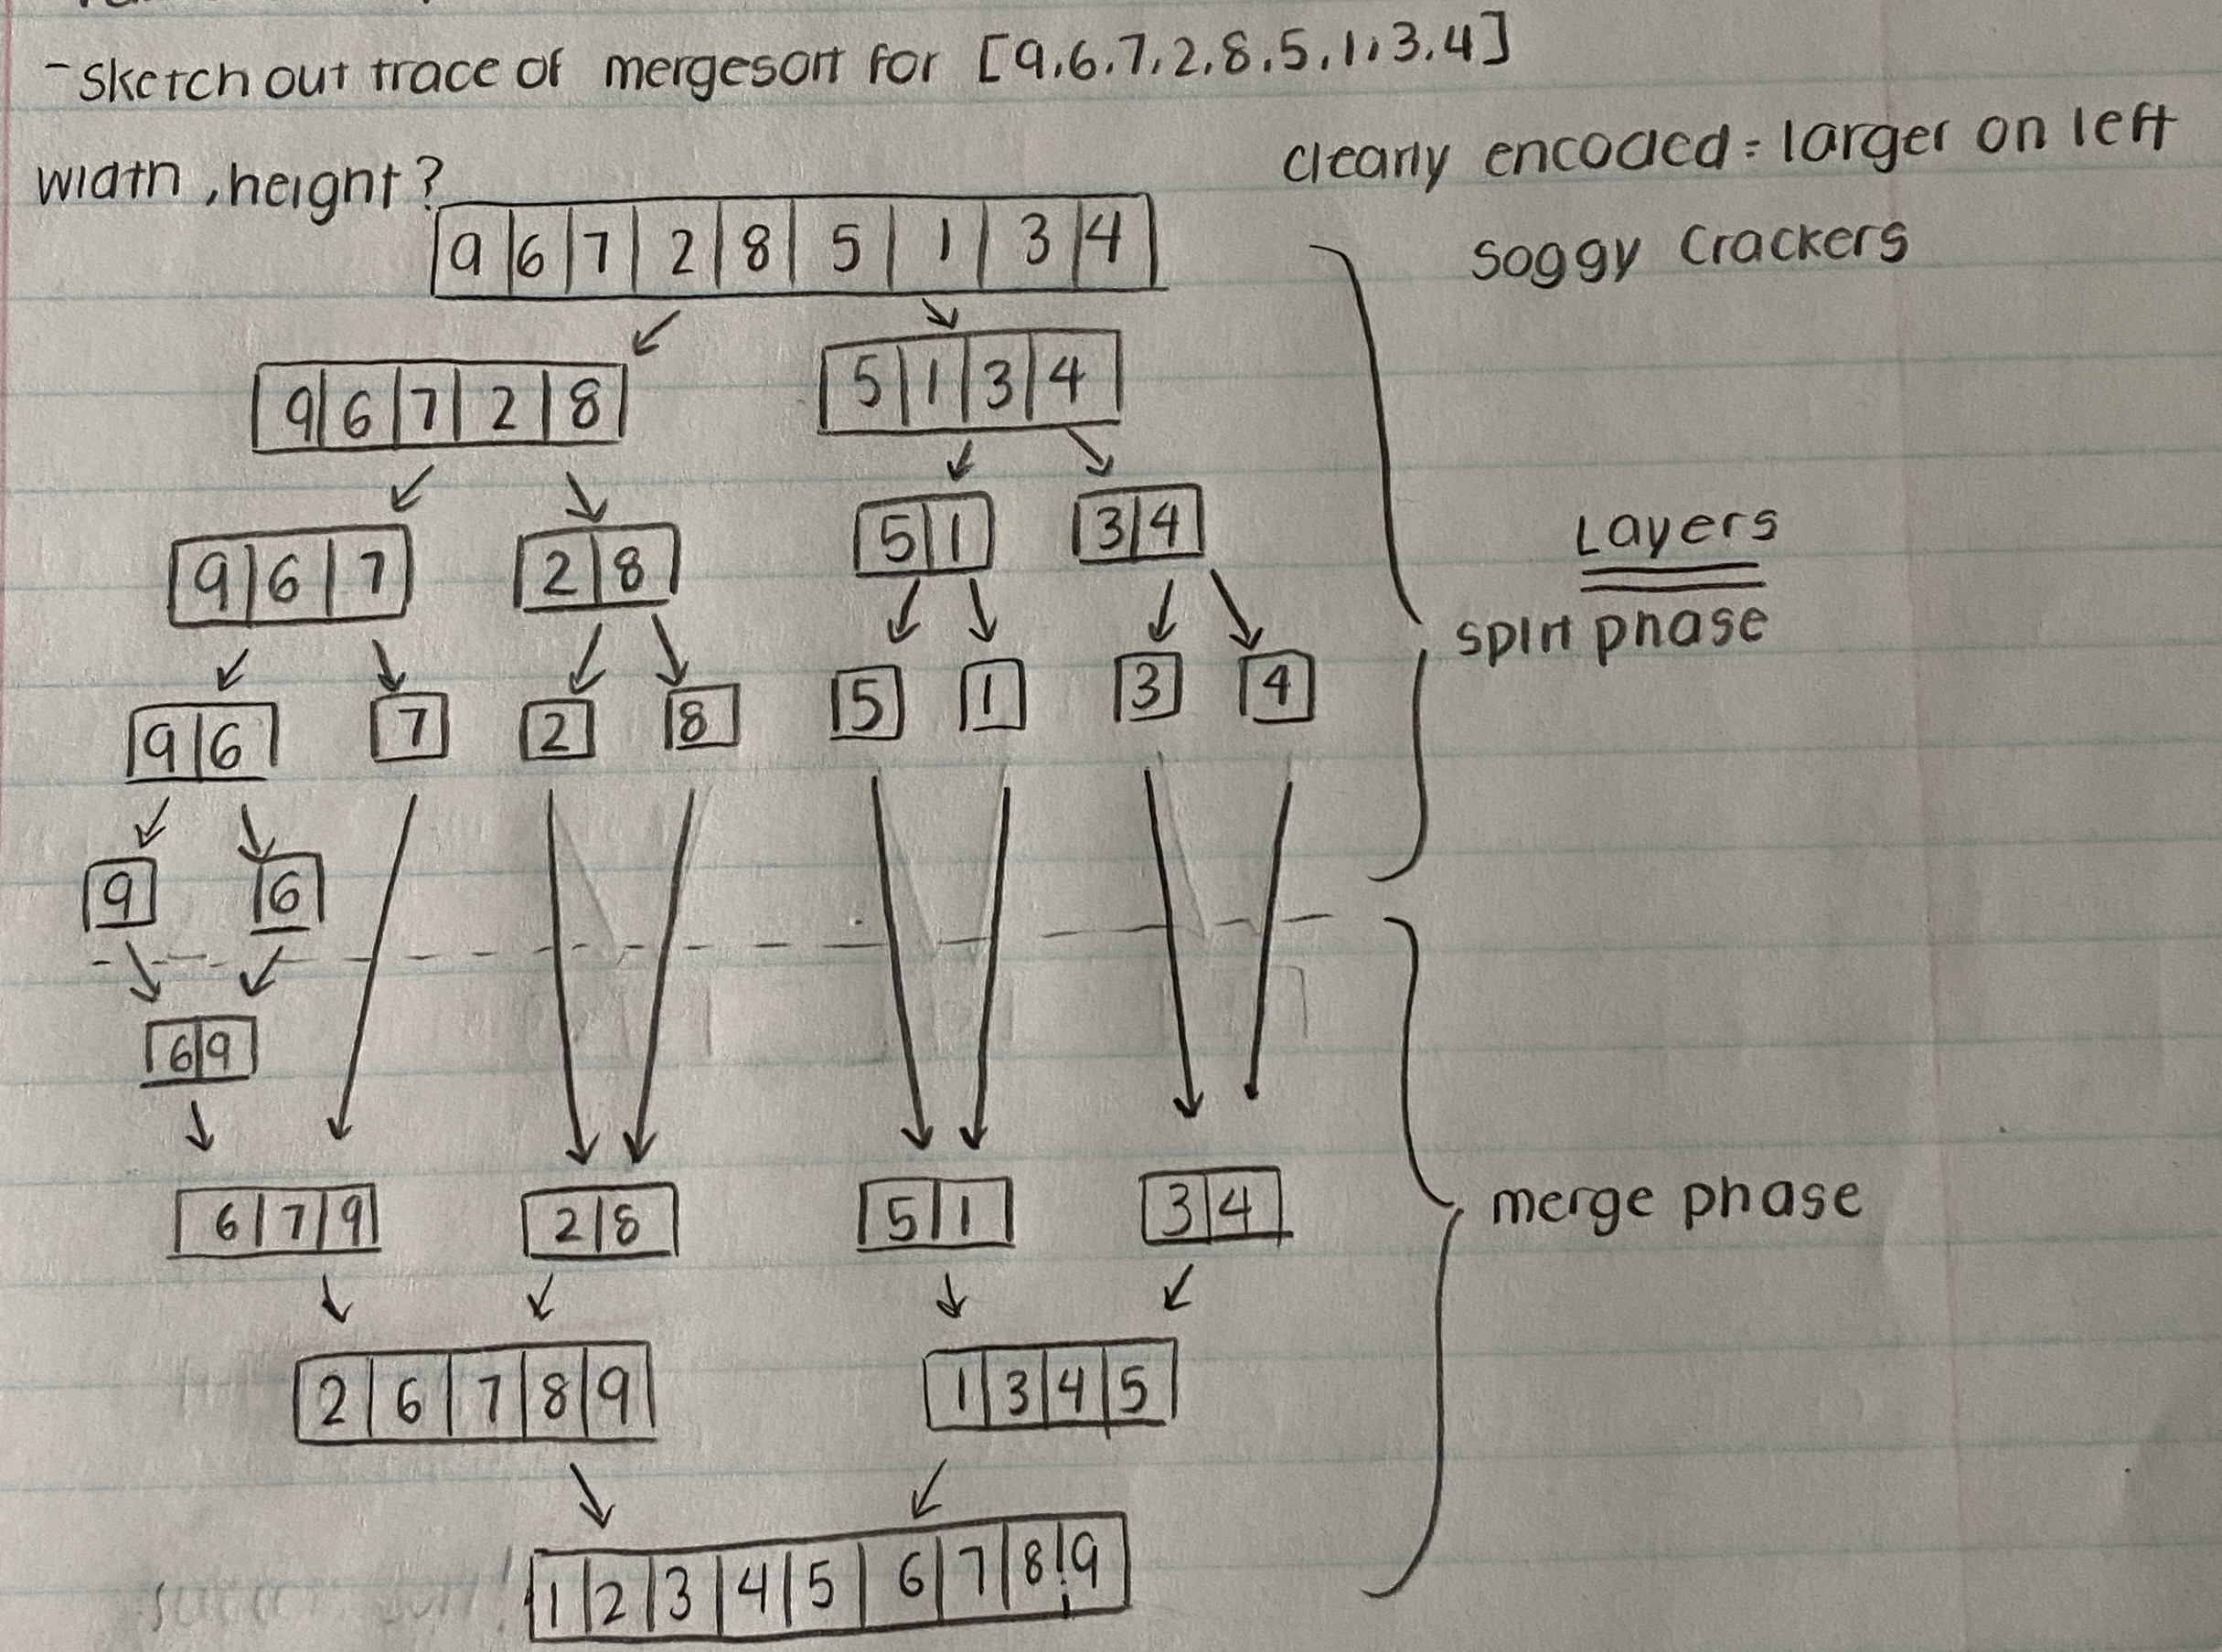 - Sketch out trace of mergesort for [9,6,7,2,8,5,1,3,4]
width, height?
clearly encoded = larger on left
soggy crackers
9 6 7 2 8 5 1 3 4
9 6 7 2 8 5 1 3 4
9 6 7 2 8 5 1 3 4
Layers
split phase
9 6 7 2 8 5 1 3 4
9 6
6 9
6 7 9 2 8 5 1 3 4
merge phase
2 6 7 8 9 1 3 4 5
1 2 3 4 5 6 7 8 9